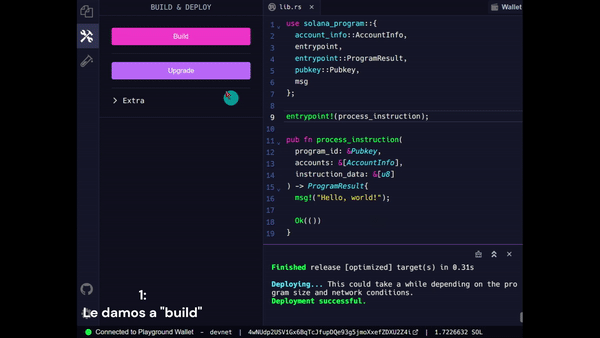 BUILD & DEPLOY
Build
Upgrade
Extra
lib.rs
Wallet
1 use solana_program::{
2 account_info::AccountInfo,
3 entrypoint,
4 entrypoint::ProgramResult,
5 pubkey::Pubkey,
6 msg
7 };
8
9 entrypoint!(process_instruction);
10
11 pub fn process_instruction(
12 program_id: &Pubkey,
13 accounts: &[AccountInfo],
14 instruction_data: &[u8]
15 ) -> ProgramResult{
16 msg!("Hello, world!");
17
18 Ok(())
19 }
Finished release [optimized] target(s) in 0.31s
Deploying... This could take a while depending on the pro
gram size and network conditions.
Deployment successful.
1:
Le damos a "build"
Connected to Playground Wallet - devnet | 4wNUdp2USV1Gx6BqTcJfupDQe93g5jmoXxefZDXU2Z4i | 1.7226632 SOL